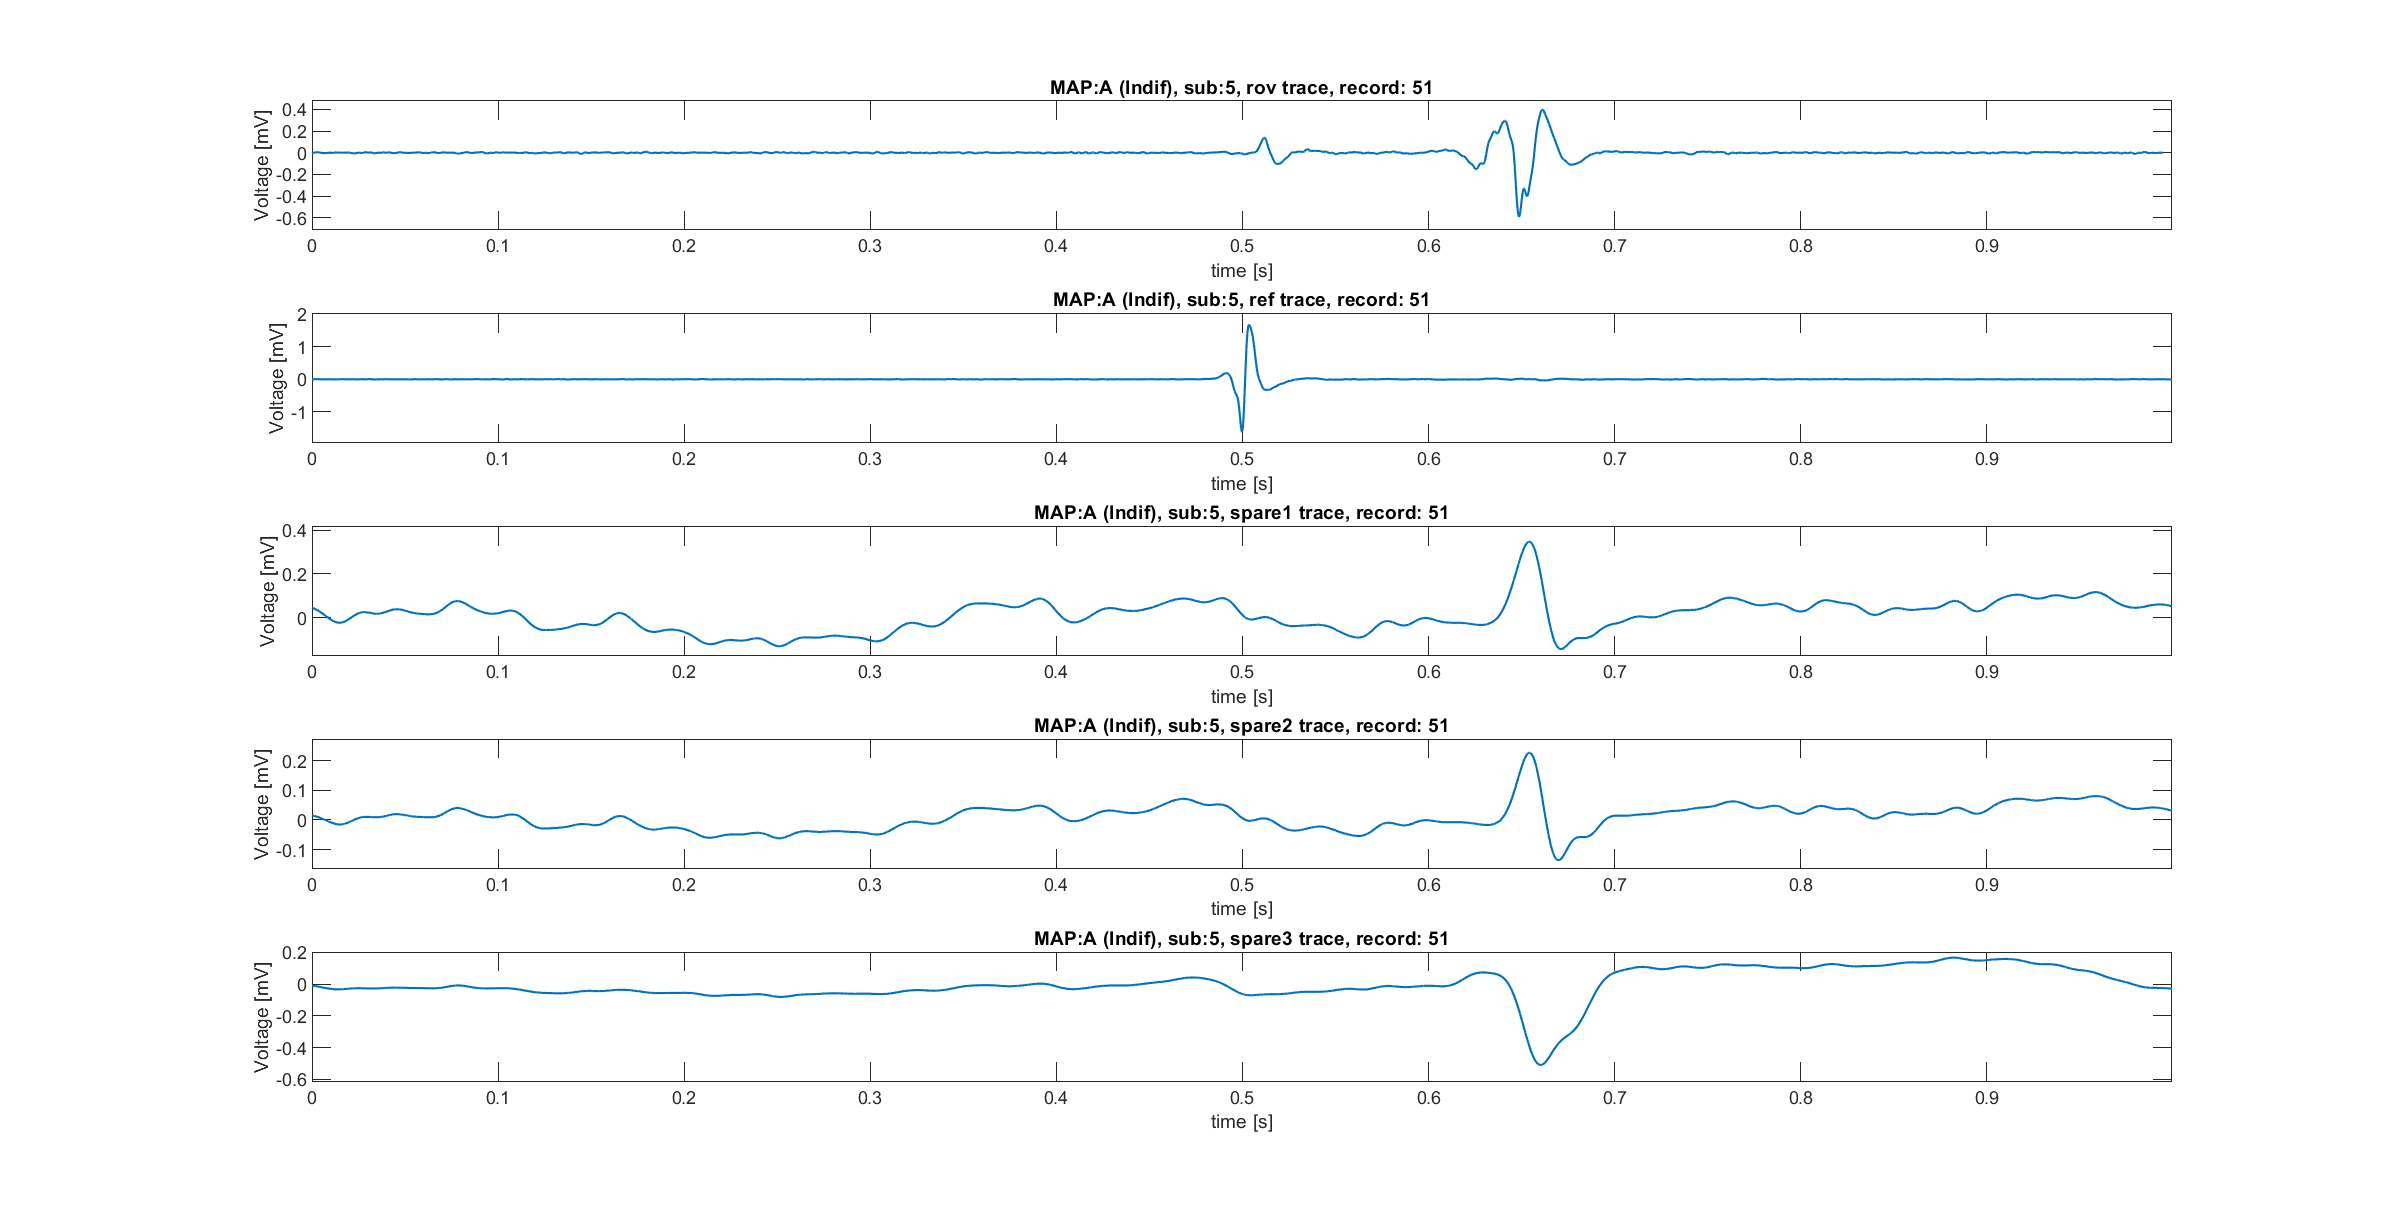 MAP:A (Indif), sub:5, rov trace, record: 51
Voltage [mV]
0.4
0.2
0
-0.2
-0.4
-0.6
0 0.1 0.2 0.3 0.4 0.5 0.6 0.7 0.8 0.9
time [s]
MAP:A (Indif), sub:5, ref trace, record: 51
Voltage [mV]
2
1
0
-1
0 0.1 0.2 0.3 0.4 0.5 0.6 0.7 0.8 0.9
time [s]
MAP:A (Indif), sub:5, spare1 trace, record: 51
Voltage [mV]
0.4
0.2
0
0 0.1 0.2 0.3 0.4 0.5 0.6 0.7 0.8 0.9
time [s]
MAP:A (Indif), sub:5, spare2 trace, record: 51
Voltage [mV]
0.2
0.1
0
-0.1
0 0.1 0.2 0.3 0.4 0.5 0.6 0.7 0.8 0.9
time [s]
MAP:A (Indif), sub:5, spare3 trace, record: 51
Voltage [mV]
0.2
0
-0.2
-0.4
-0.6
0 0.1 0.2 0.3 0.4 0.5 0.6 0.7 0.8 0.9
time [s]